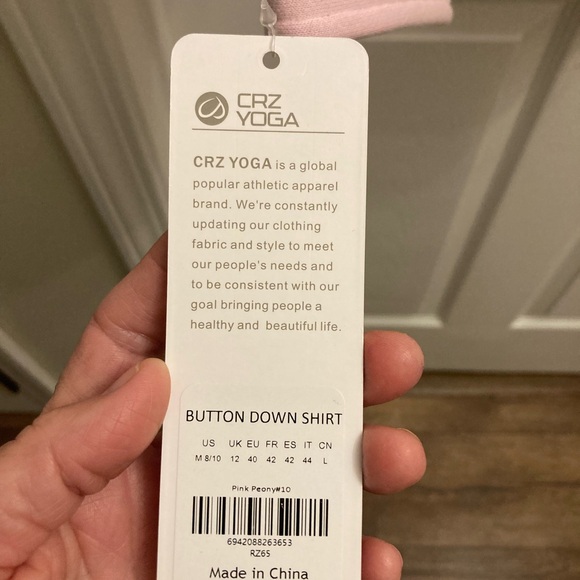 CRZ
YOGA
CRZ YOGA is a global
popular athletic apparel
brand. We're constantly
updating our clothing
fabric and style to meet
our people's needs and
to be consistent with our
goal bringing people a
healthy and beautiful life.
BUTTON DOWN SHIRT
US UK EU FR ES IT CN
M 8/10 12 40 42 42 44 L
Pink Peony#10
6942088263653
RZ65
Made in China